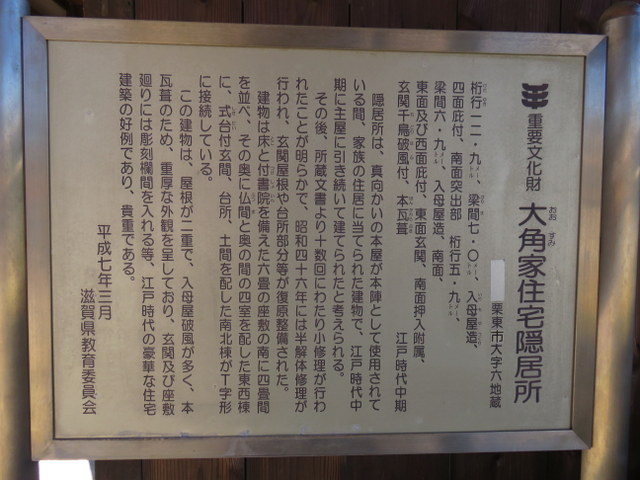 重要文化財 大角家住宅隠居所
栗東市大字六地蔵
桁行一二・九メートル、梁間七・〇メートル、入母屋造、
四面庇付、南面突出部 桁行五・九メートル、
梁間六・九メートル、入母屋造、南面、
東面及び西面庇付、東面玄関、南面押入附属、
玄関千鳥破風付、本瓦葺 江戸時代中期
隠居所は、真向かいの本屋が本陣として使用されて
いる間、家族の住居に当てられた建物で、江戸時代中
期に主屋に引き続いて建てられたと考えられる。
その後、所蔵文書より十数回にわたり小修理が行わ
れたことが明らかで、昭和四十六年には半解体修理が
行われ、玄関屋根や台所部分等が復原整備された。
建物は床と付書院を備えた六畳の座敷の南に四畳間
を並べ、その奥に仏間と奥の間の四室を配した東西棟
に、式台付玄関、台所、土間を配した南北棟がT字形
に接続している。
この建物は、屋根が二重で、入母屋破風が多く、本
瓦葺のため、重厚な外観を呈しており、玄関及び座敷
廻りには彫刻欄間を入れる等、江戸時代の豪華な住宅
建築の好例であり、貴重である。
平成七年三月
滋賀県教育委員会